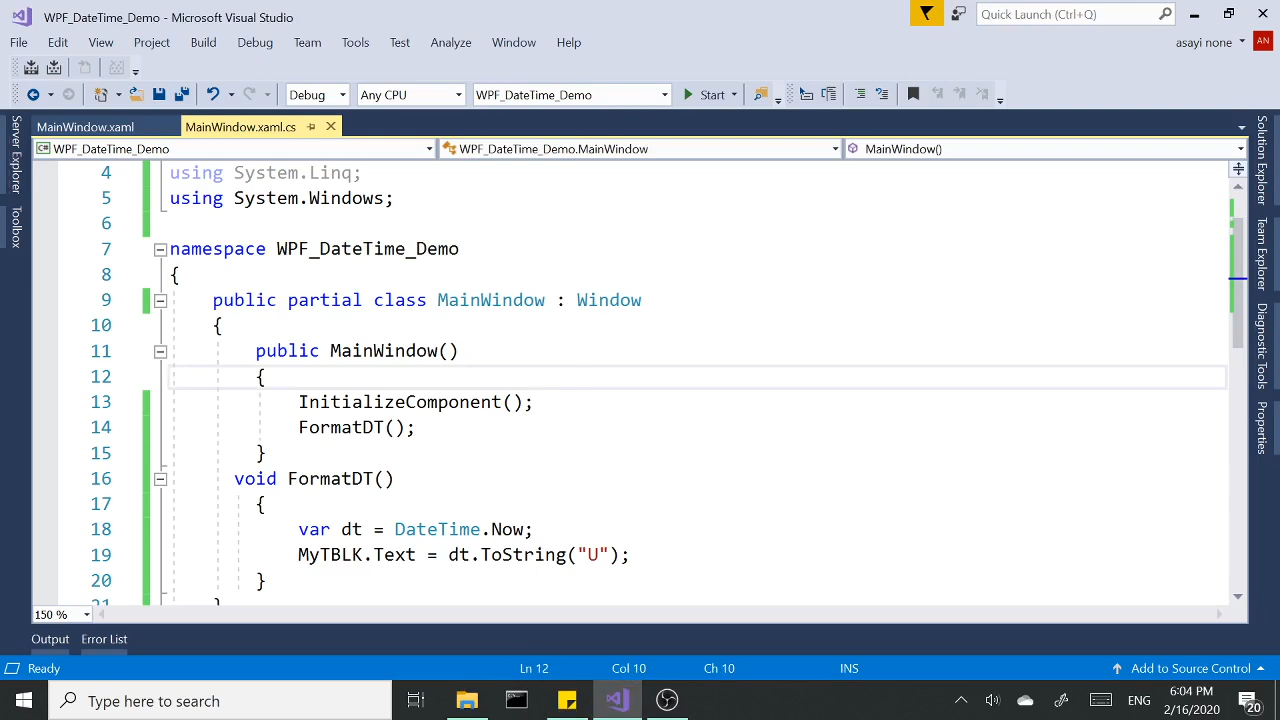 WPF_DateTime_Demo - Microsoft Visual Studio
Quick Launch (Ctrl+Q)
File Edit View Project Build Debug Team Tools Test Analyze Window Help
asayi none AN
Debug Any CPU WPF_DateTime_Demo Start
MainWindow.xaml MainWindow.xaml.cs
WPF_DateTime_Demo WPF_DateTime_Demo.MainWindow MainWindow()
Server Explorer
Toolbox
Solution Explorer
Team Explorer
Diagnostic Tools
Properties
4 using System.Linq;
5 using System.Windows;
6
7 namespace WPF_DateTime_Demo
8 {
9 public partial class MainWindow : Window
10 {
11 public MainWindow()
12 {
13 InitializeComponent();
14 FormatDT();
15 }
16 void FormatDT()
17 {
18 var dt = DateTime.Now;
19 MyTBLK.Text = dt.ToString("U");
20 }
21 }
150 %
Output Error List
Ready Ln 12 Col 10 Ch 10 INS Add to Source Control
Type here to search
ENG
6:04 PM
2/16/2020
20